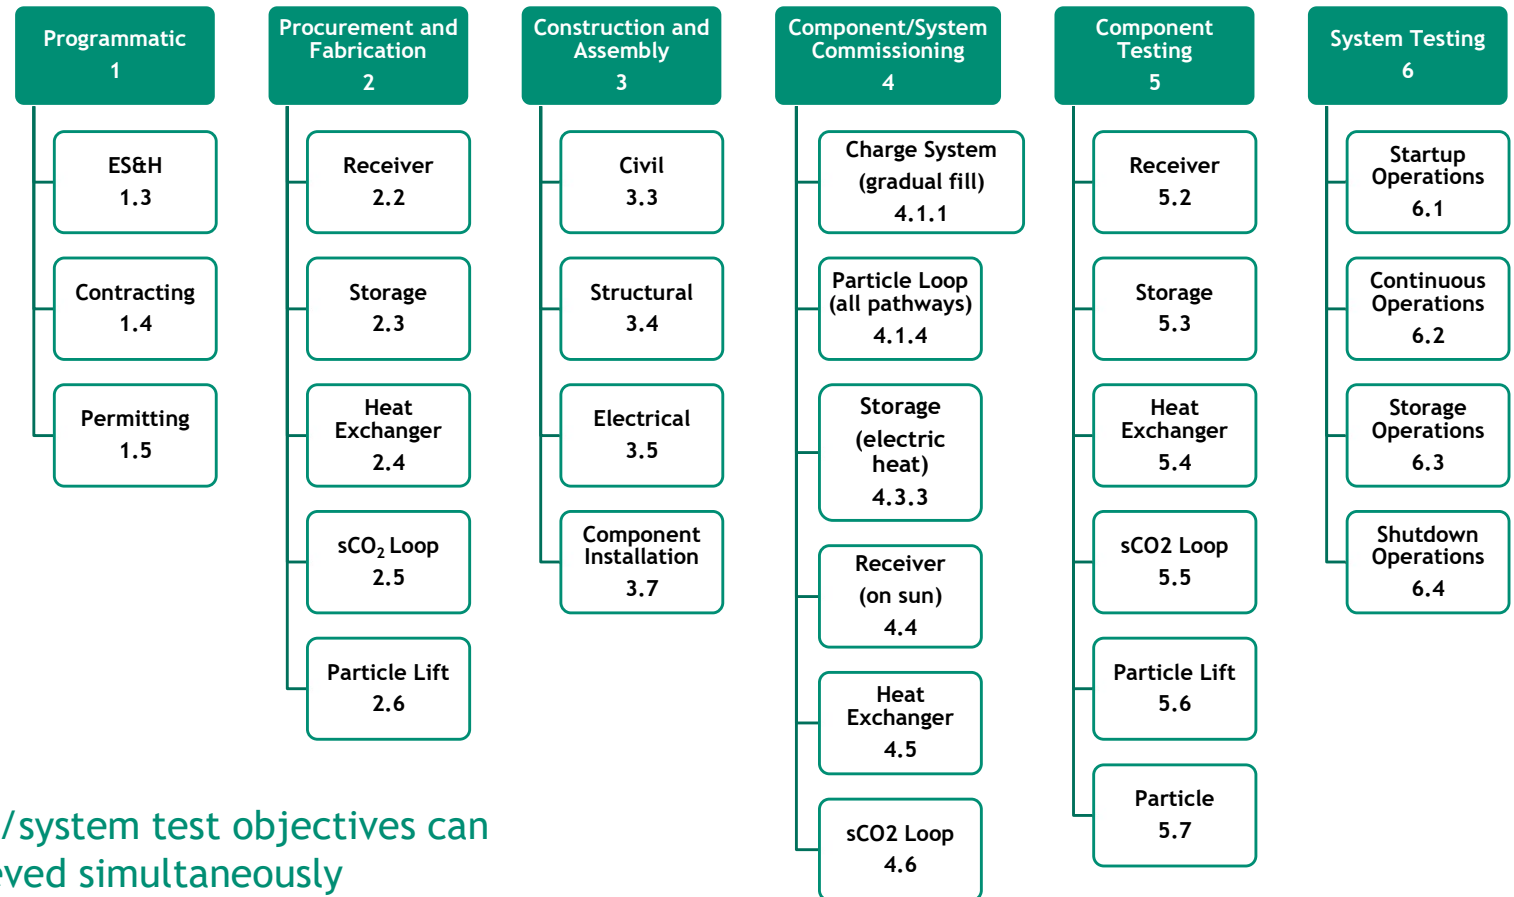 Programmatic
1
ES&H
1.3
Contracting
1.4
Permitting
1.5
Procurement and
Fabrication
2
Receiver
2.2
Storage
2.3
Heat
Exchanger
2.4
sCO₂ Loop
2.5
Particle Lift
2.6
Construction and
Assembly
3
Civil
3.3
Structural
3.4
Electrical
3.5
Component
Installation
3.7
Component/System
Commissioning
4
Charge System
(gradual fill)
4.1.1
Particle Loop
(all pathways)
4.1.4
Storage
(electric
heat)
4.3.3
Receiver
(on sun)
4.4
Heat
Exchanger
4.5
sCO2 Loop
4.6
Component
Testing
5
Receiver
5.2
Storage
5.3
Heat
Exchanger
5.4
sCO2 Loop
5.5
Particle Lift
5.6
Particle
5.7
System Testing
6
Startup
Operations
6.1
Continuous
Operations
6.2
Storage
Operations
6.3
Shutdown
Operations
6.4
/system test objectives can
eved simultaneously